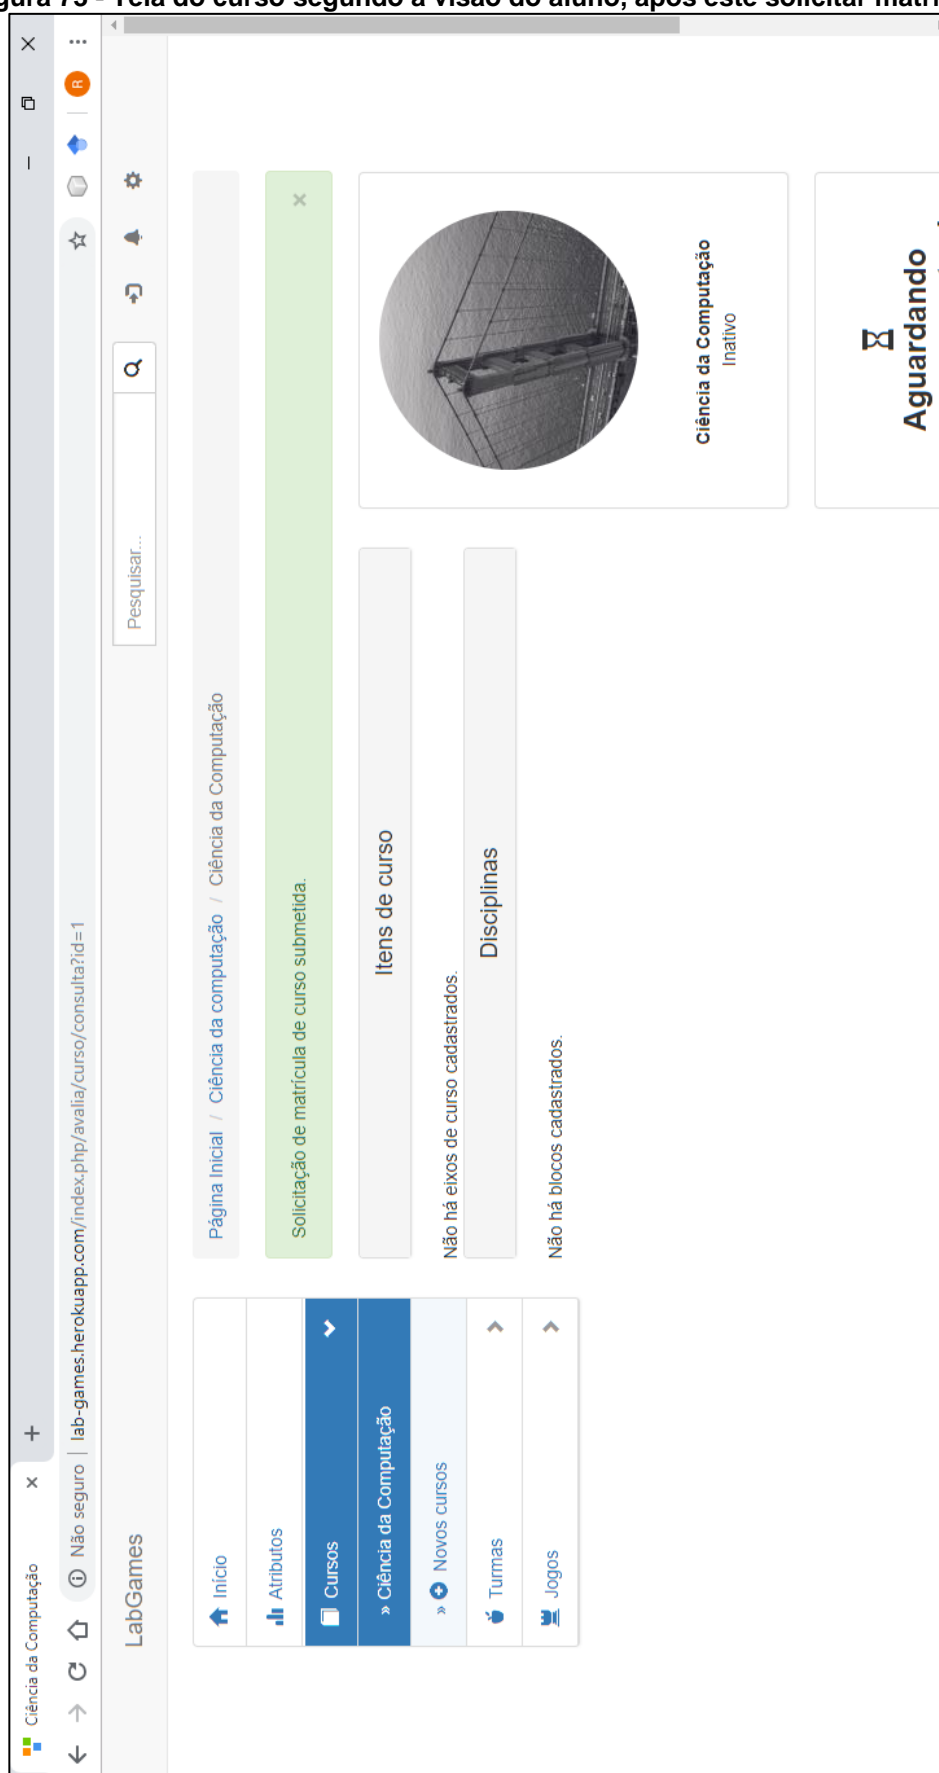 gura 75 - Tela do curso segundo a visão do aluno, após este solicitar matrí
Ciência da Computação
Não seguro | lab-games.herokuapp.com/index.php/avalia/curso/consulta?id=1
R
LabGames
Pesquisar...
Início
Atributos
Cursos
» Ciência da Computação
» Novos cursos
Turmas
Jogos
Página Inicial / Ciência da computação / Ciência da Computação
Solicitação de matrícula de curso submetida.
Itens de curso
Não há eixos de curso cadastrados.
Disciplinas
Não há blocos cadastrados.
Ciência da Computação
Inativo
Aguardando